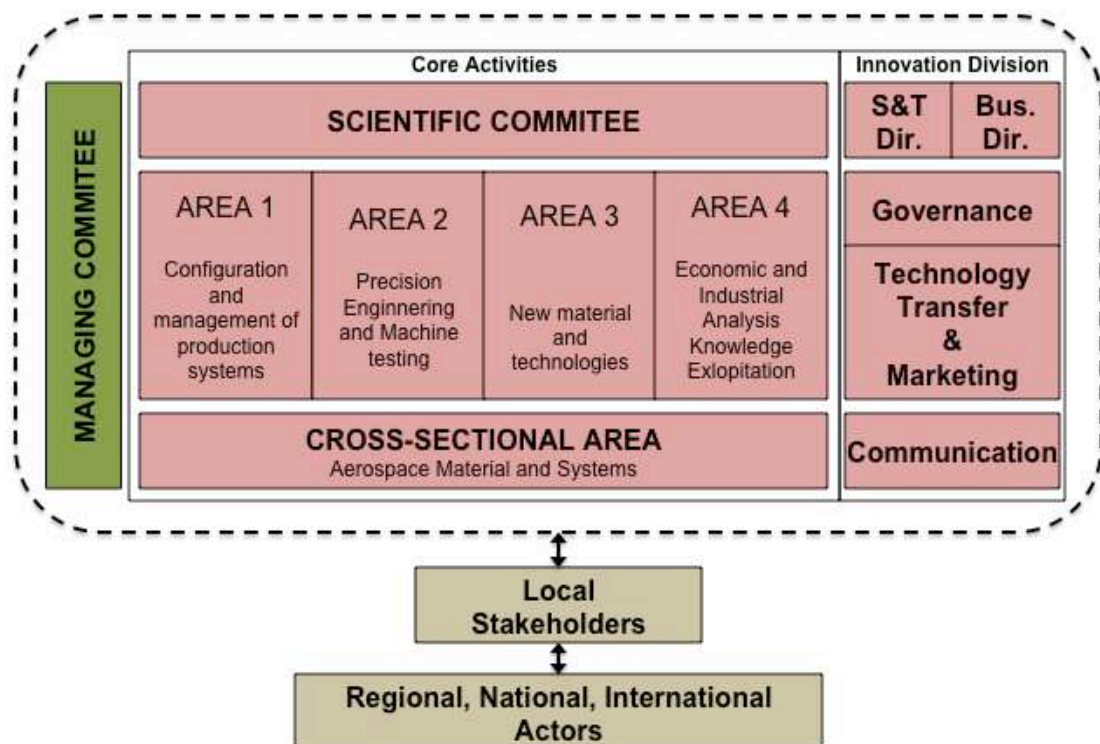 Core Activities
Innovation Division
MANAGING COMMITEE
SCIENTIFIC COMMITEE
S&T
Dir.
Bus.
Dir.
AREA 1
Configuration
and
management of
production
systems
AREA 2
Precision
Enginnering
and Machine
testing
AREA 3
New material
and
technologies
AREA 4
Economic and
Industrial
Analysis
Knowledge
Exlopitation
Governance
Technology
Transfer
&
Marketing
CROSS-SECTIONAL AREA
Aerospace Material and Systems
Communication
Local
Stakeholders
Regional, National, International
Actors